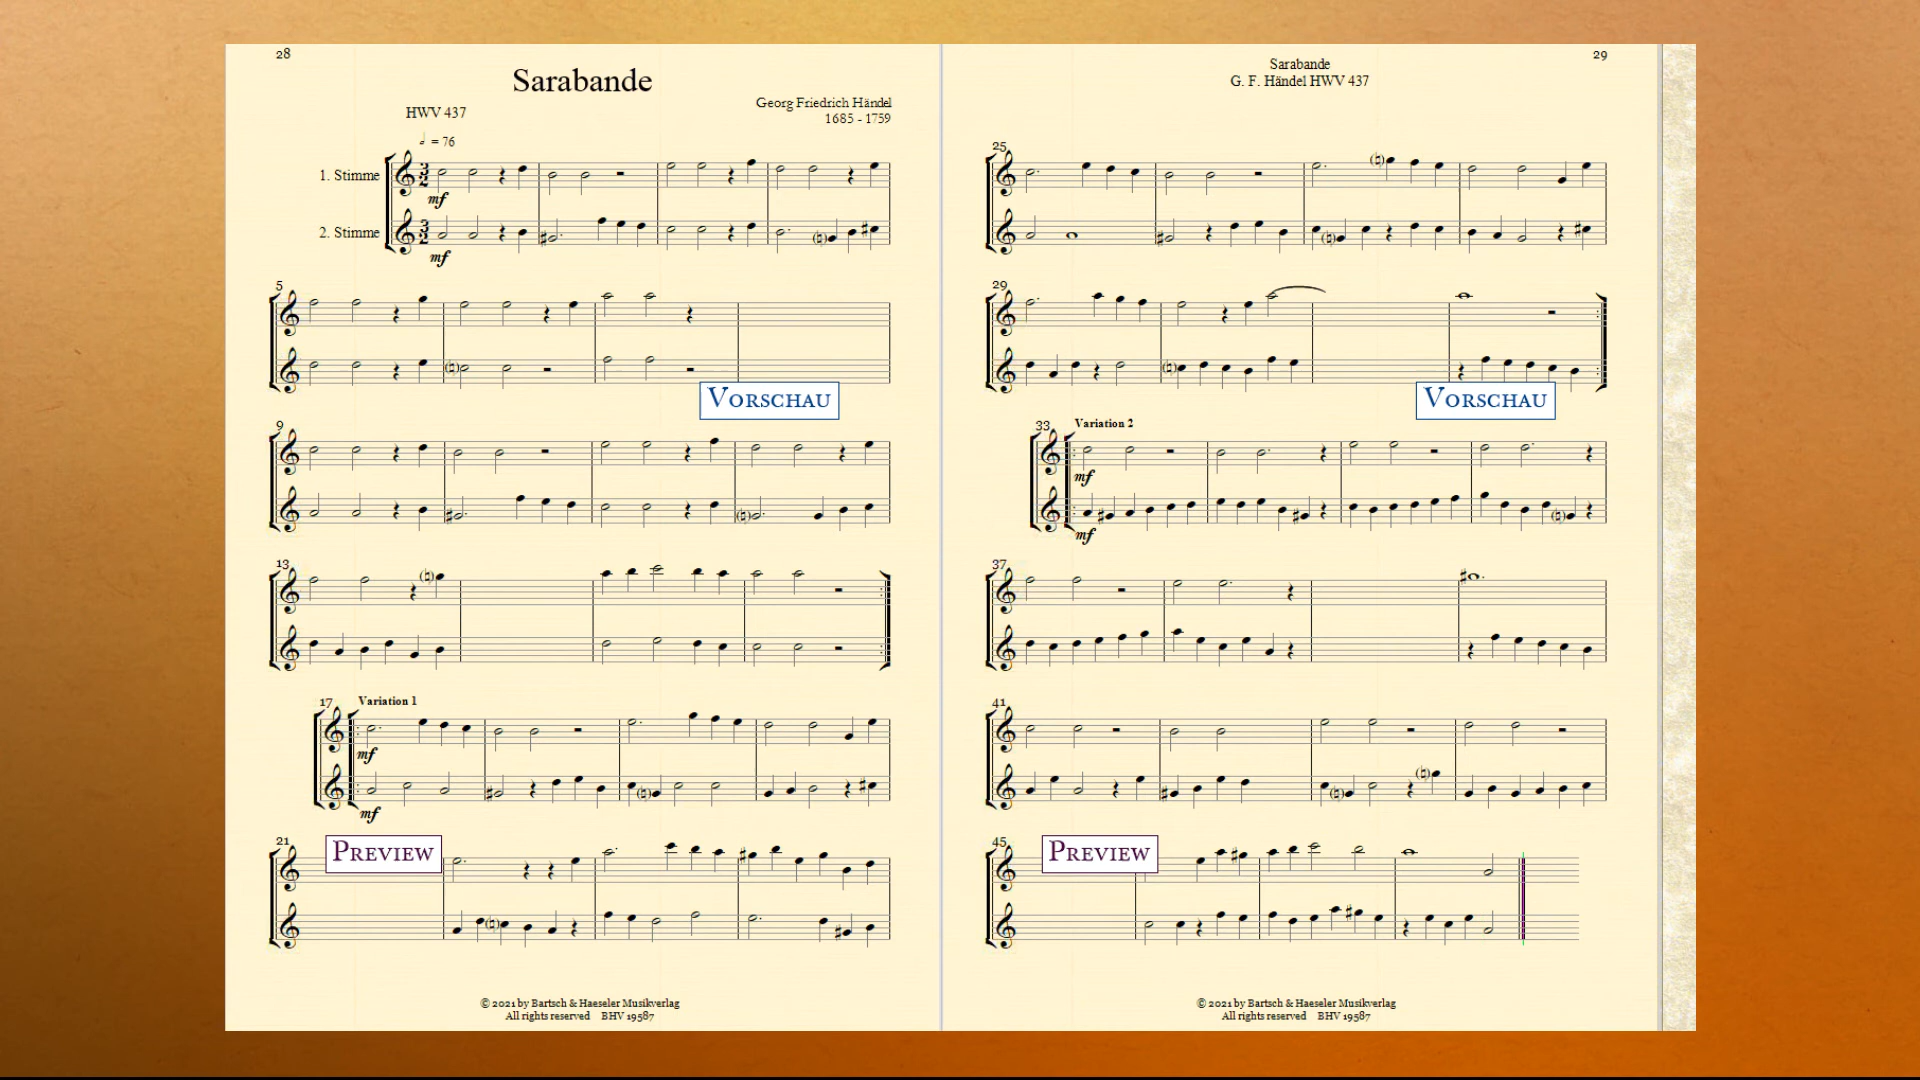 28
Sarabande
HWV 437
Georg Friedrich Händel
1685 - 1759
= 76
1. Stimme
mf
2. Stimme
mf
5
Vorschau
9
13
17
Variation 1
mf
mf
21
Preview
© 2021 by Bartsch & Haeseler Musikverlag
All rights reserved BHV 19587
29
Sarabande
G. F. Händel HWV 437
25
29
Vorschau
33
Variation 2
mf
mf
37
41
45
Preview
© 2021 by Bartsch & Haeseler Musikverlag
All rights reserved BHV 19587